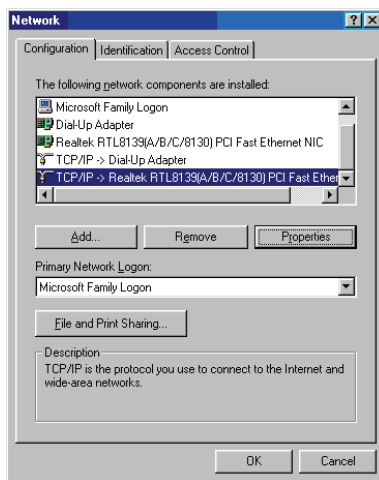 Network
Configuration Identification Access Control
The following network components are installed:
Microsoft Family Logon
Dial-Up Adapter
Realtek RTL8139(A/B/C/8130) PCI Fast Ethernet NIC
TCP/IP -> Dial-Up Adapter
TCP/IP -> Realtek RTL8139(A/B/C/8130) PCI Fast Ether
Add... Remove Properties
Primary Network Logon:
Microsoft Family Logon
File and Print Sharing...
Description
TCP/IP is the protocol you use to connect to the Internet and
wide-area networks.
OK Cancel